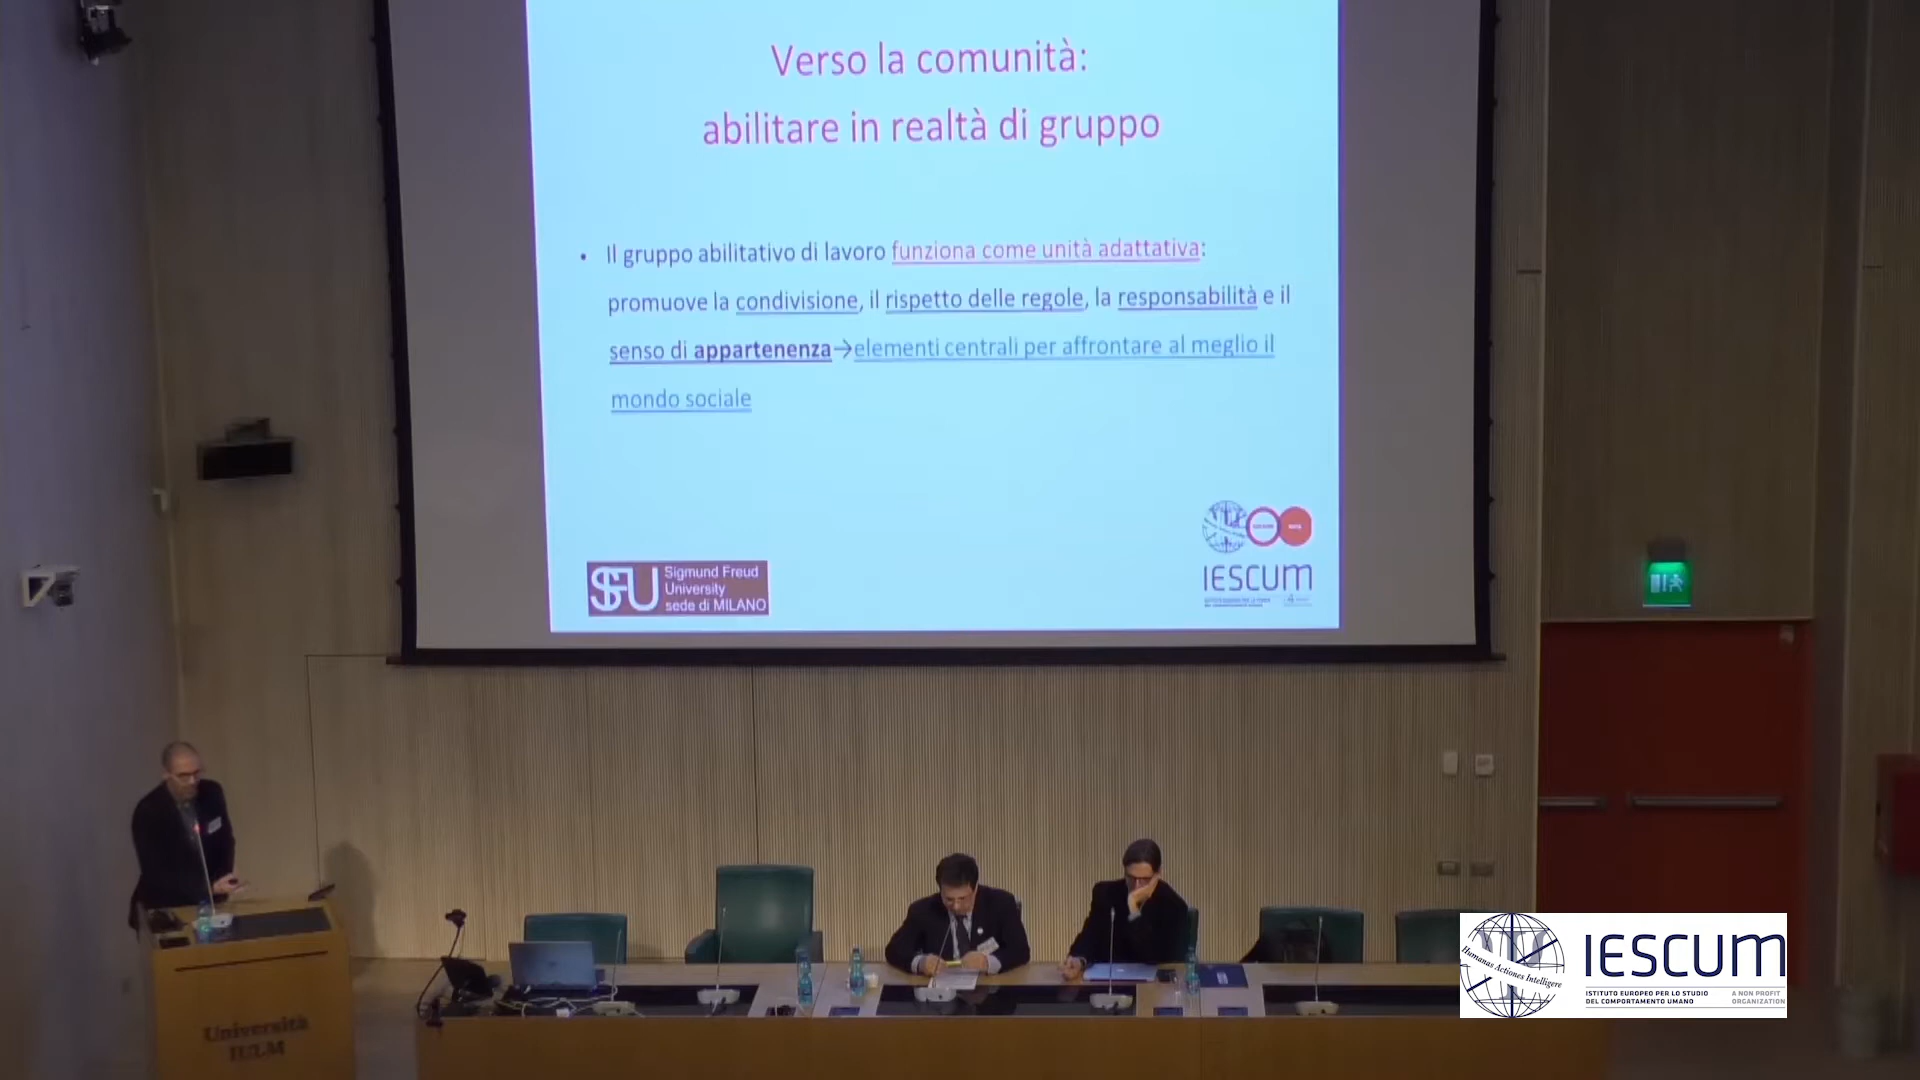 Verso la comunità:
abilitare in realtà di gruppo
• Il gruppo abilitativo di lavoro funziona come unità adattativa:
promuove la condivisione, il rispetto delle regole, la responsabilità e il
senso di appartenenza→elementi centrali per affrontare al meglio il
mondo sociale
SFU
Sigmund Freud
University
sede di MILANO
IESCUM
Università
IULM
Humanas Actiones Intelligere
IESCUM
ISTITUTO EUROPEO PER LO STUDIO
DEL COMPORTAMENTO UMANO
A NON PROFIT
ORGANIZATION